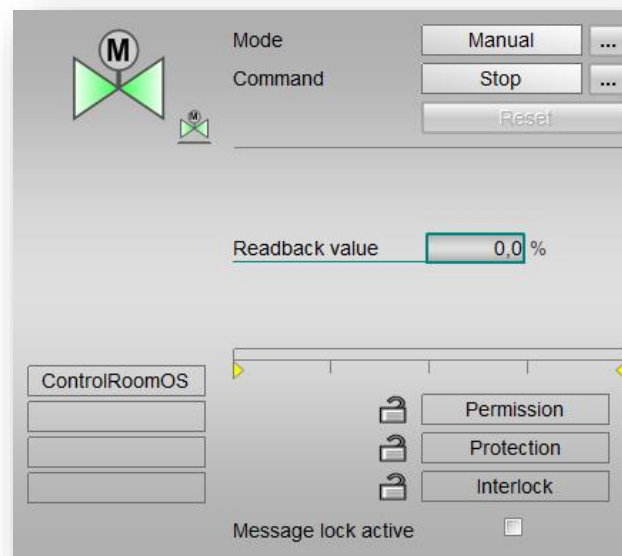 M
Mode Manual ...
Command Stop ...
M
Reset
Readback value 0,0 %
ControlRoomOS
Permission
Protection
Interlock
Message lock active